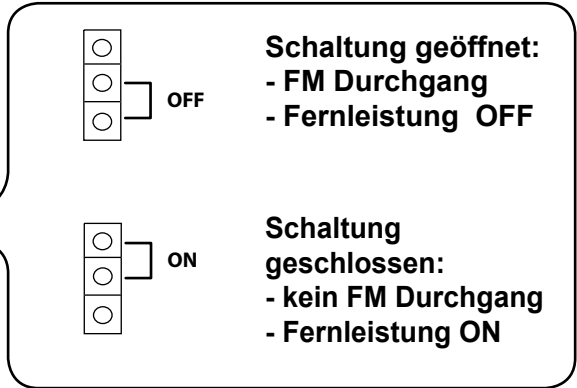 Schaltung geöffnet:
- FM Durchgang
OFF
- Fernleistung OFF
Schaltung
ON
geschlossen:
- kein FM Durchgang
- Fernleistung ON